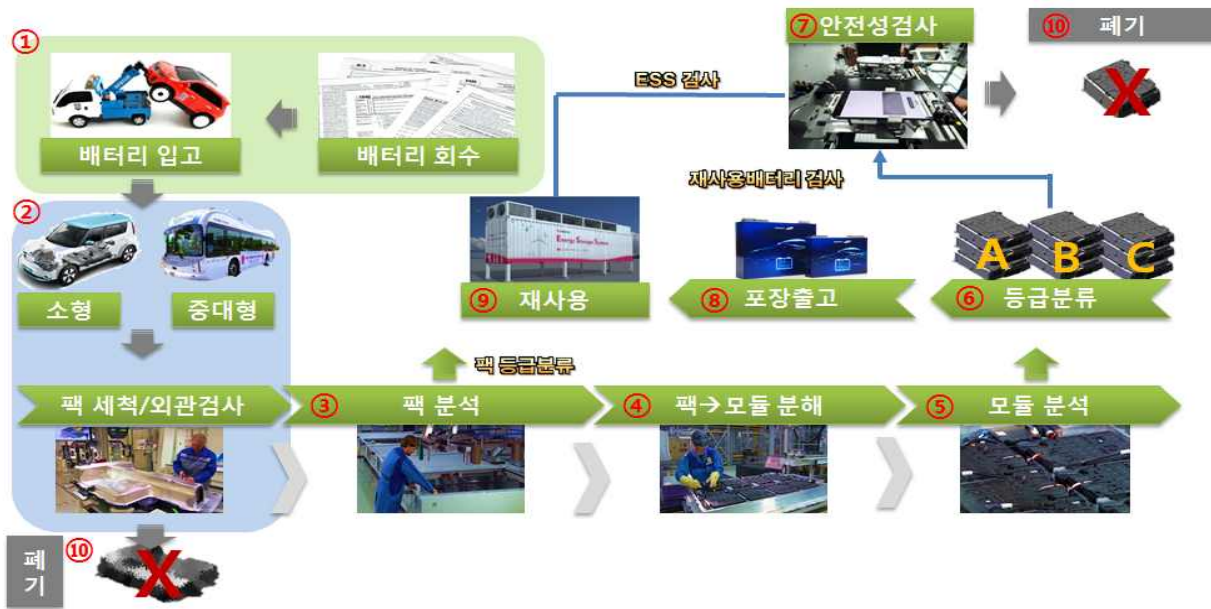 ①
배터리 입고
배터리 회수
②
소형
중대형
팩 세척/외관검사
③ 팩 분석
④ 팩→모듈 분해
⑤ 모듈 분석
팩 등급분류
⑥ 등급분류
A B C
재사용배터리 검사
⑦ 안전성검사
ESS 검사
⑧ 포장출고
⑨ 재사용
Energy Storage System
⑩ 폐기
X
⑩
폐
기
X